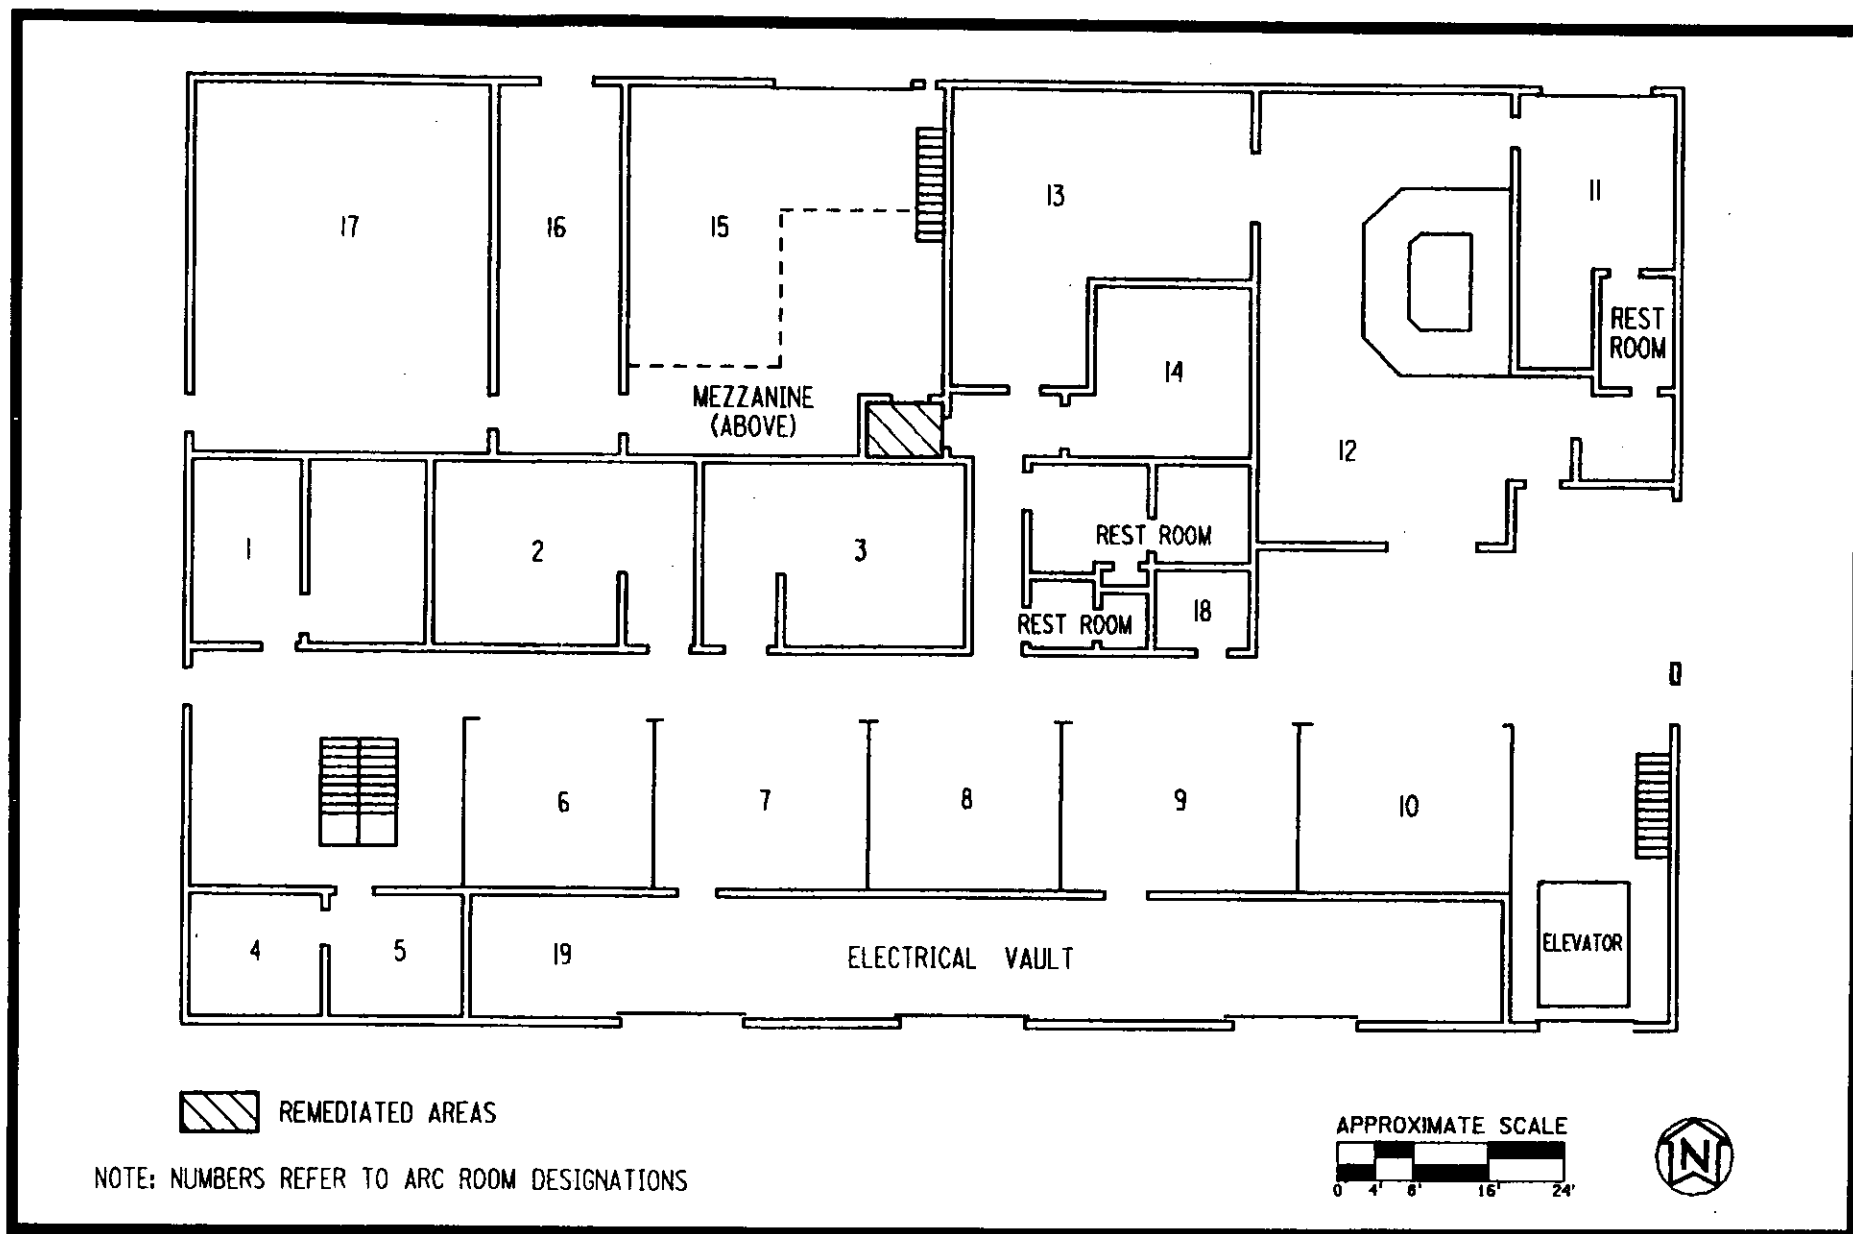 17
16
15
13
11
REST
ROOM
14
MEZZANINE
(ABOVE)
12
1
2
3
REST ROOM
18
REST ROOM
6
7
8
9
10
4
5
19
ELECTRICAL VAULT
ELEVATOR
REMEDIATED AREAS
NOTE: NUMBERS REFER TO ARC ROOM DESIGNATIONS
APPROXIMATE SCALE
0 4' 8' 16' 24'
N